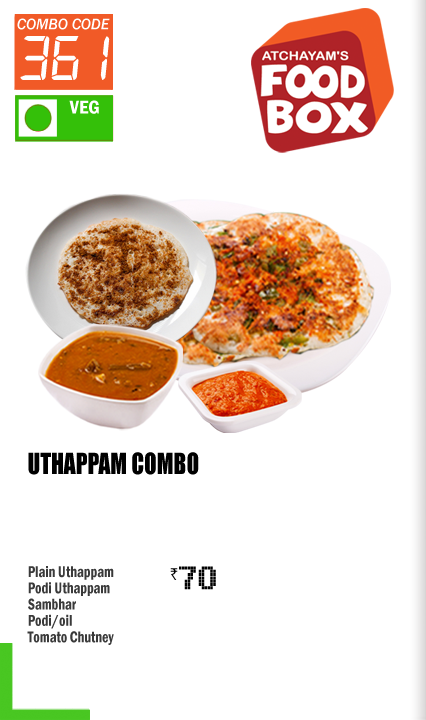 COMBO CODE
361
VEG
ATCHAYAM'S
FOOD
BOX
UTHAPPAM COMBO
Plain Uthappam
Podi Uthappam
Sambhar
Podi/oil
Tomato Chutney
₹70